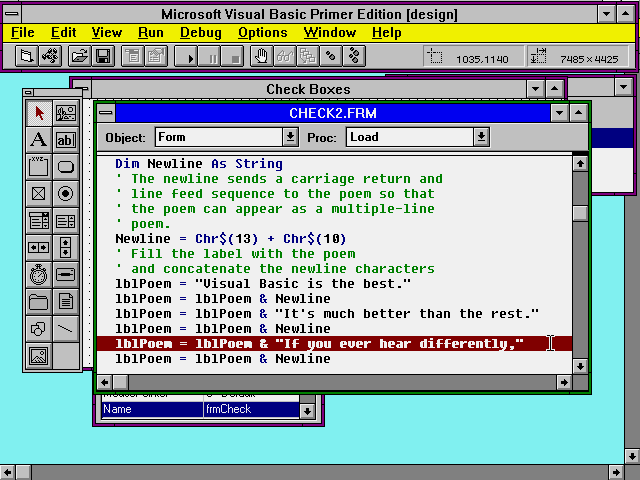 Microsoft Visual Basic Primer Edition [design]
File Edit View Run Debug Options Window Help
1035,1140 7485×4425
Check Boxes
CHECK2.FRM
Object: Form Proc: Load
Dim Newline As String
' The newline sends a carriage return and
' line feed sequence to the poem so that
' the poem can appear as a multiple-line
' poem.
Newline = Chr$(13) + Chr$(10)
' Fill the label with the poem
' and concatenate the newline characters
lblPoem = "Visual Basic is the best."
lblPoem = lblPoem & Newline
lblPoem = lblPoem & "It's much better than the rest."
lblPoem = lblPoem & Newline
lblPoem = lblPoem & "If you ever hear differently,"
lblPoem = lblPoem & Newline
A ab
XYZ
Name frmCheck